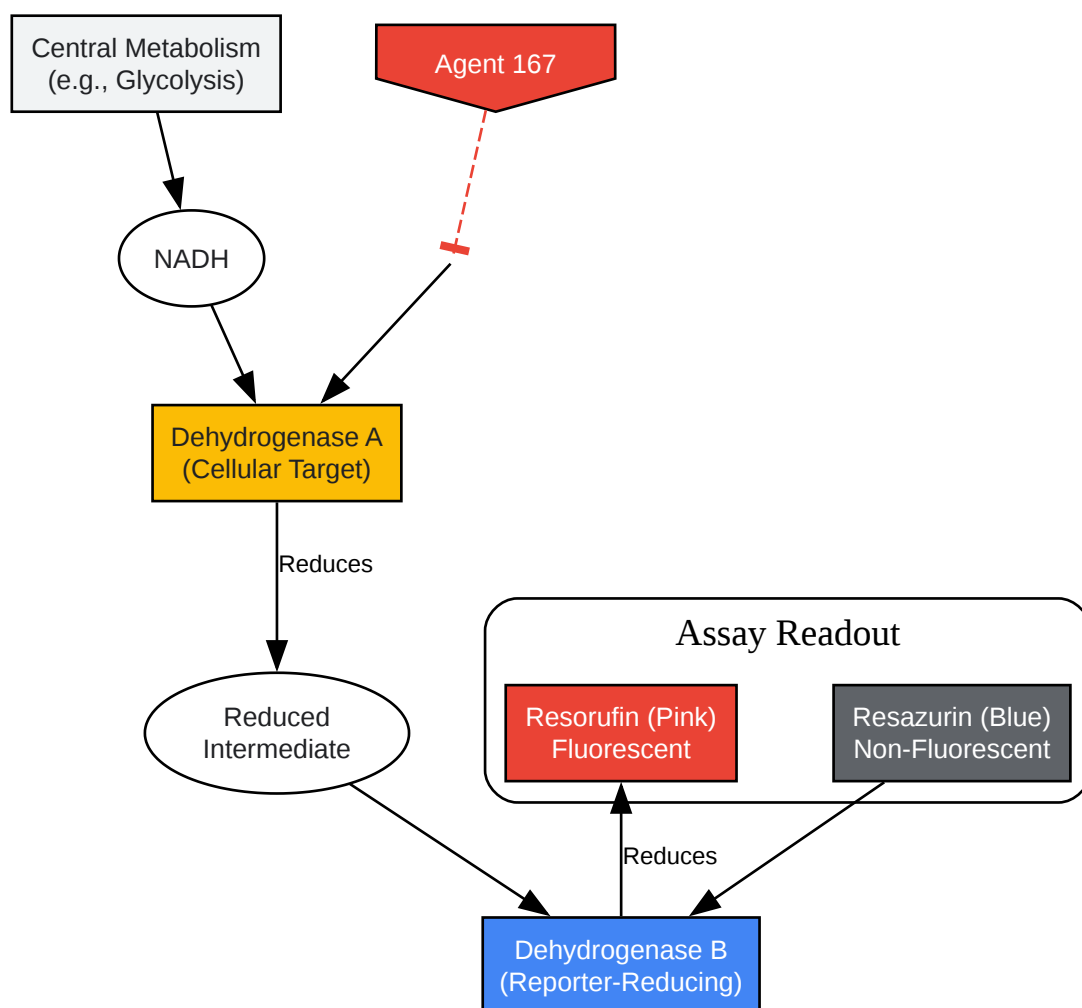 Central Metabolism
(e.g., Glycolysis)
Agent 167
NADH
Dehydrogenase A
(Cellular Target)
Reduces
Assay Readout
Reduced
Intermediate
Resorufin (Pink)
Fluorescent
Resazurin (Blue)
Non-Fluorescent
Reduces
Dehydrogenase B
(Reporter-Reducing)